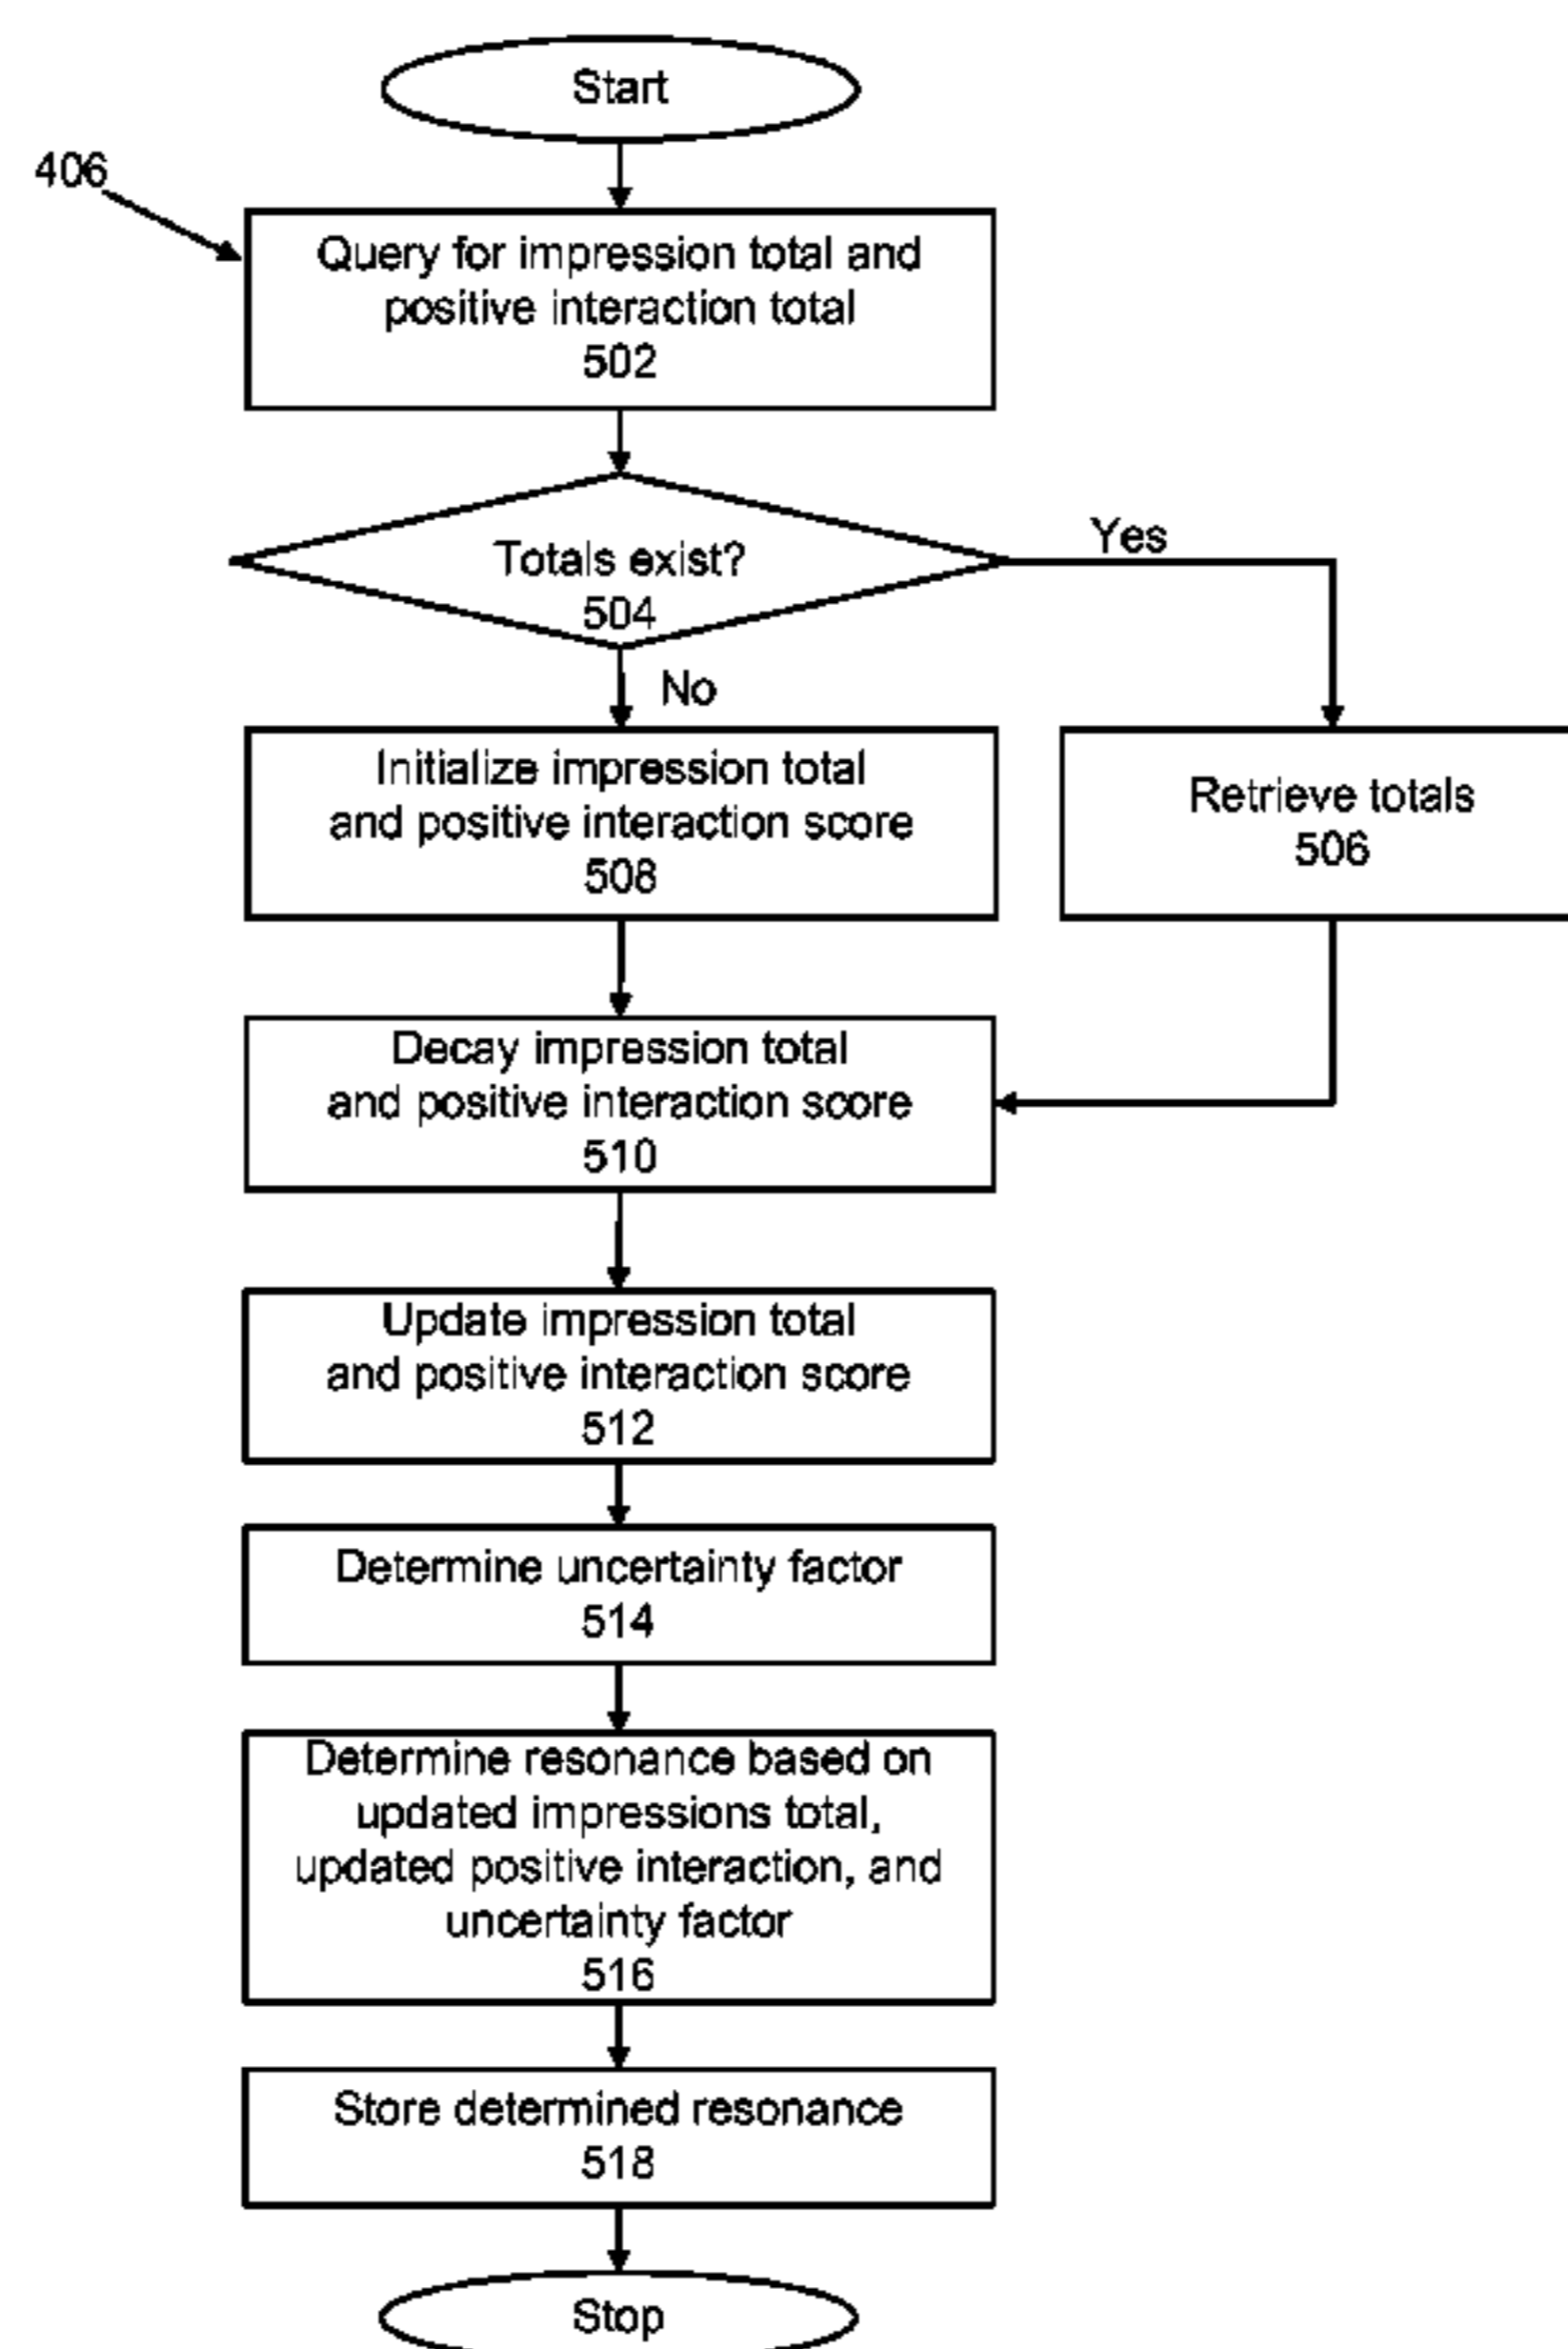 Start
406
Query for impression total and
positive interaction total
502
Totals exist?
504
Yes
No
Initialize impression total
and positive interaction score
508
Retrieve totals
506
Decay impression total
and positive interaction score
510
Update impression total
and positive interaction score
512
Determine uncertainty factor
514
Determine resonance based on
updated impressions total,
updated positive interaction, and
uncertainty factor
516
Store determined resonance
518
Stop